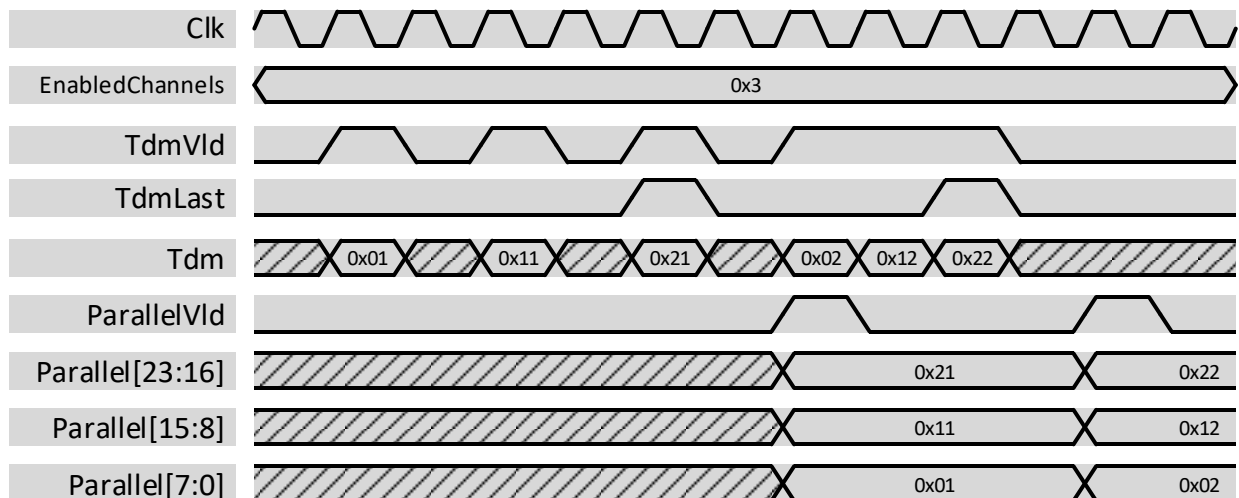 Clk
EnabledChannels 0x3
TdmVld
TdmLast
Tdm 0x01 0x11 0x21 0x02 0x12 0x22
ParallelVld
Parallel[23:16] 0x21 0x22
Parallel[15:8] 0x11 0x12
Parallel[7:0] 0x01 0x02